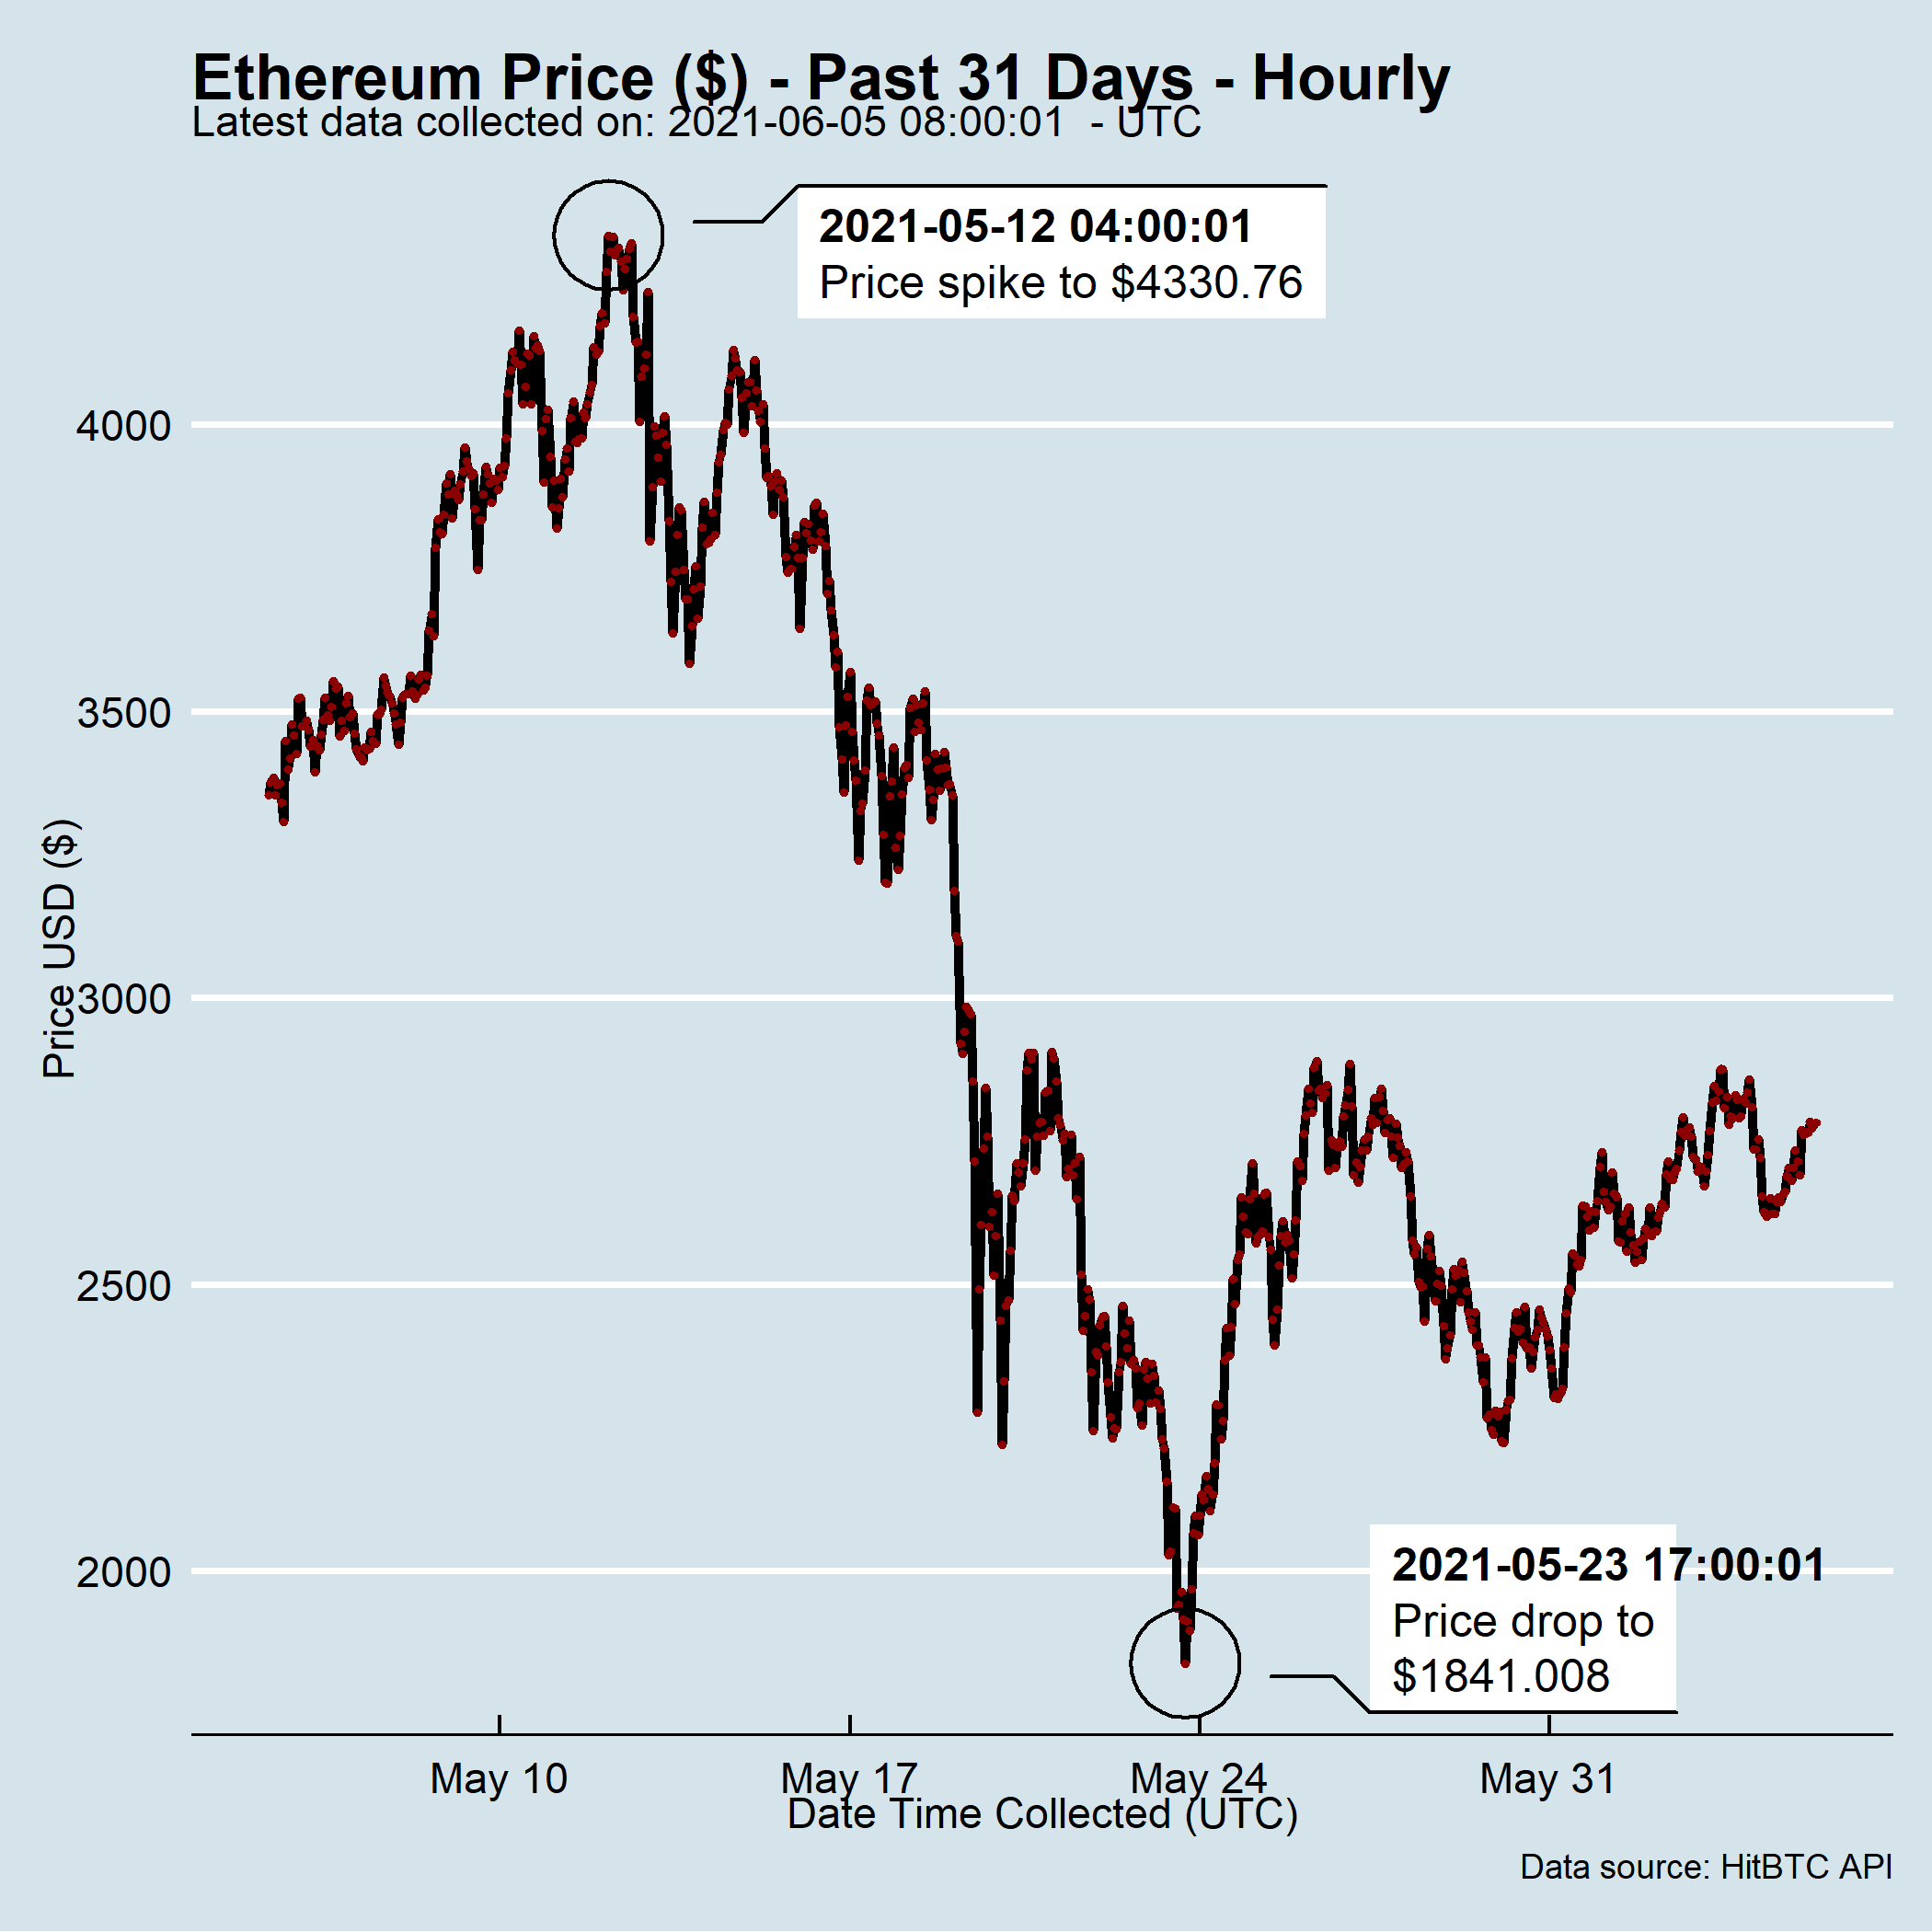 Ethereum Price ($) - Past 31 Days - Hourly
Latest data collected on: 2021-06-05 08:00:01  - UTC
2021-05-12 04:00:01
Price spike to $4330.76
4000
3500
3000
2500
2000
Price USD ($)
2021-05-23 17:00:01
Price drop to
$1841.008
May 10
May 17
May 24
May 31
Date Time Collected (UTC)
Data source: HitBTC API